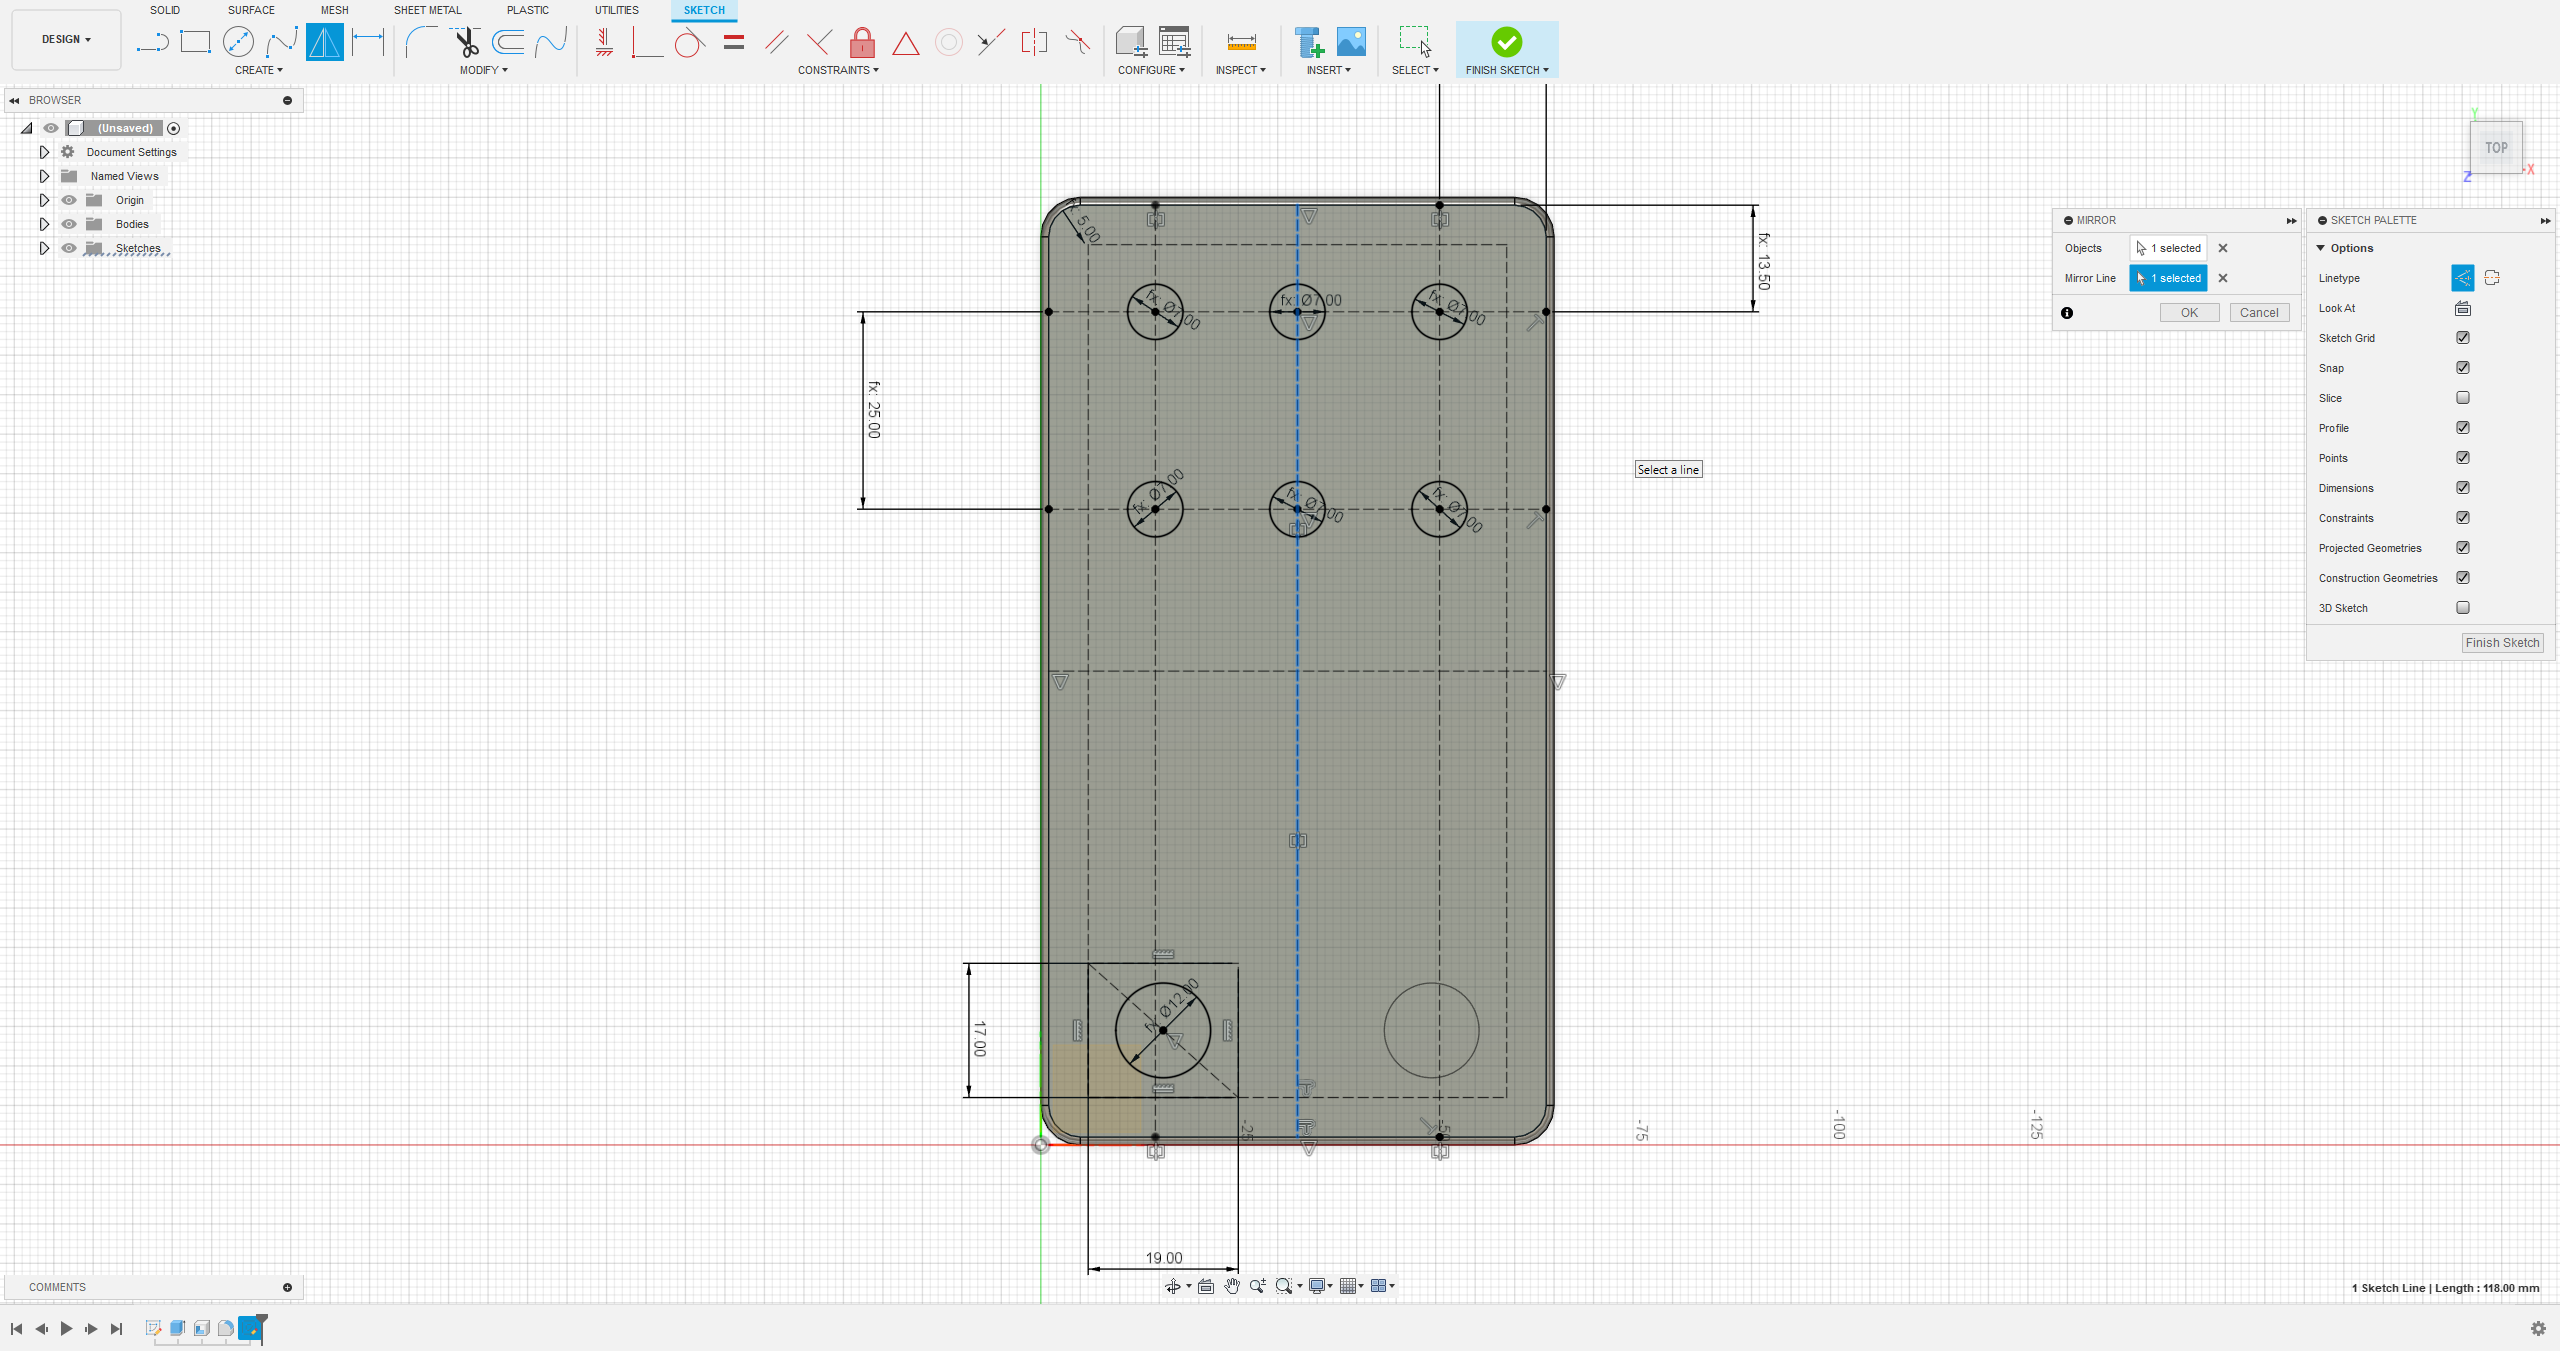 SOLID SURFACE MESH SHEET METAL PLASTIC UTILITIES SKETCH
DESIGN
CREATE MODIFY CONSTRAINTS CONFIGURE INSPECT INSERT SELECT FINISH SKETCH
BROWSER
(Unsaved)
Document Settings
Named Views
Origin
Bodies
Sketches
Y
TOP
X
Z
MIRROR
Objects 1 selected
Mirror Line 1 selected
OK Cancel
SKETCH PALETTE
Options
Linetype
Look At
Sketch Grid
Snap
Slice
Profile
Points
Dimensions
Constraints
Projected Geometries
Construction Geometries
3D Sketch
Finish Sketch
5.00
fx: 13.50
fx: Ø7.00
fx: Ø7.00
fx: Ø7.00
fx: 25.00
Select a line
fx: Ø7.00
fx: Ø7.00
fx: Ø7.00
fx: Ø12.00
17.00
-25
-50
-75
-100
-125
19.00
COMMENTS
1 Sketch Line | Length : 118.00 mm